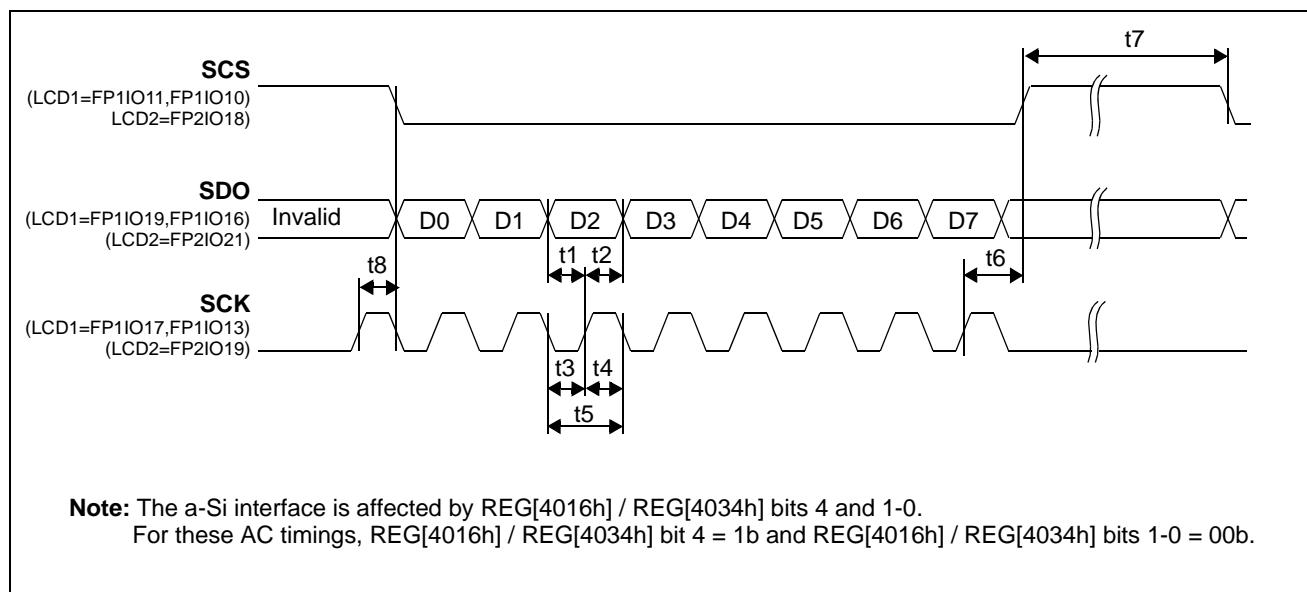 t7
SCS
(LCD1=FP1IO11,FP1IO10)
LCD2=FP2IO18)
SDO
(LCD1=FP1IO19,FP1IO16)
(LCD2=FP2IO21)
Invalid D0 D1 D2 D3 D4 D5 D6 D7
t1 t2 t6
t8
SCK
(LCD1=FP1IO17,FP1IO13)
(LCD2=FP2IO19)
t3 t4
t5
Note: The a-Si interface is affected by REG[4016h] / REG[4034h] bits 4 and 1-0.
For these AC timings, REG[4016h] / REG[4034h] bit 4 = 1b and REG[4016h] / REG[4034h] bits 1-0 = 00b.